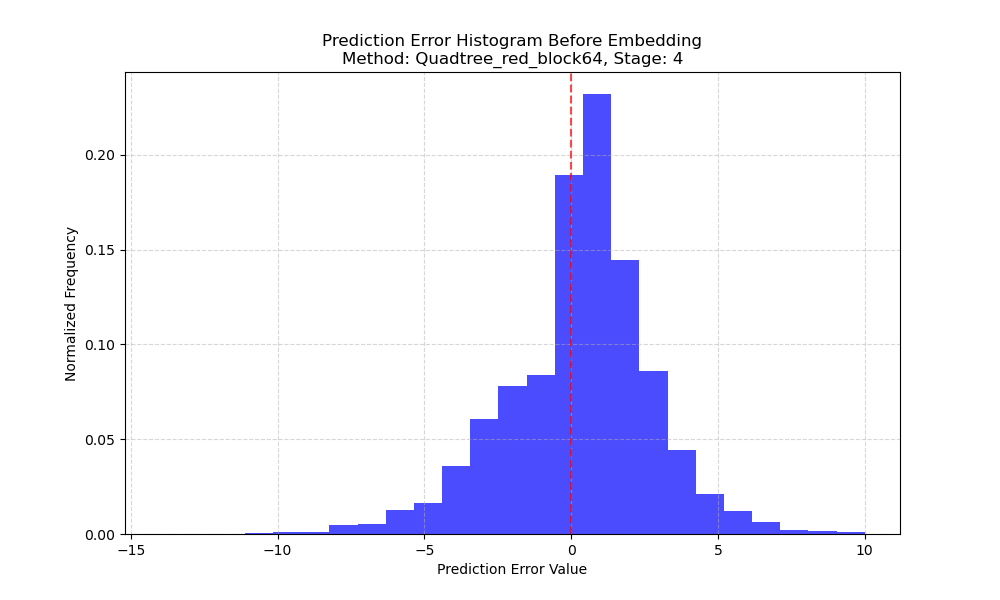 Prediction Error Histogram Before Embedding
Method: Quadtree_red_block64, Stage: 4
Normalized Frequency
0.20
0.15
0.10
0.05
0.00
−15
−10
−5
0
5
10
Prediction Error Value